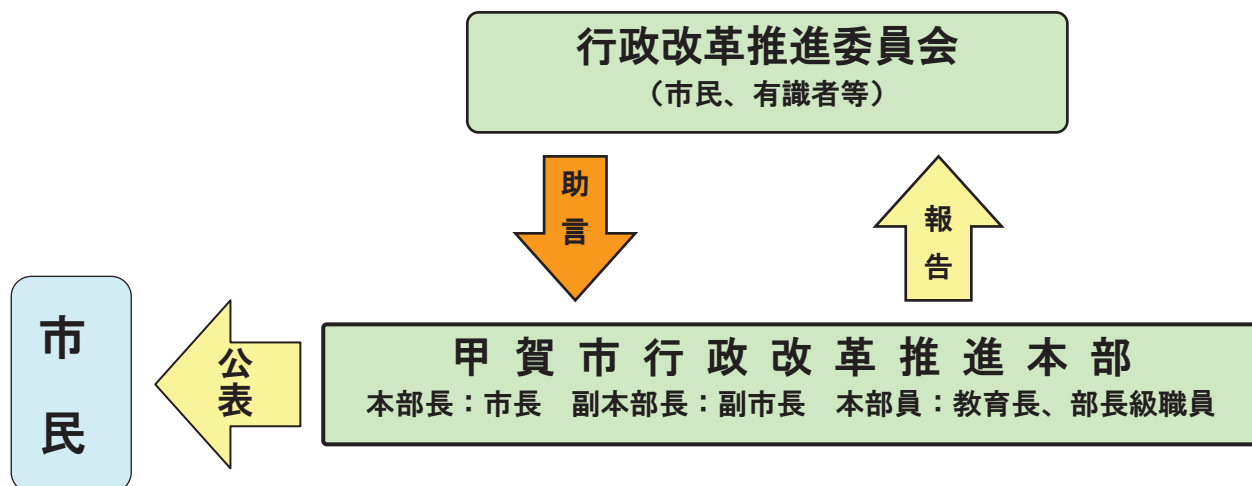 行政改革推進委員会
（市民、有識者等）
助言
報告
市民
公表
甲賀市行政改革推進本部
本部長：市長　副本部長：副市長　本部員：教育長、部長級職員